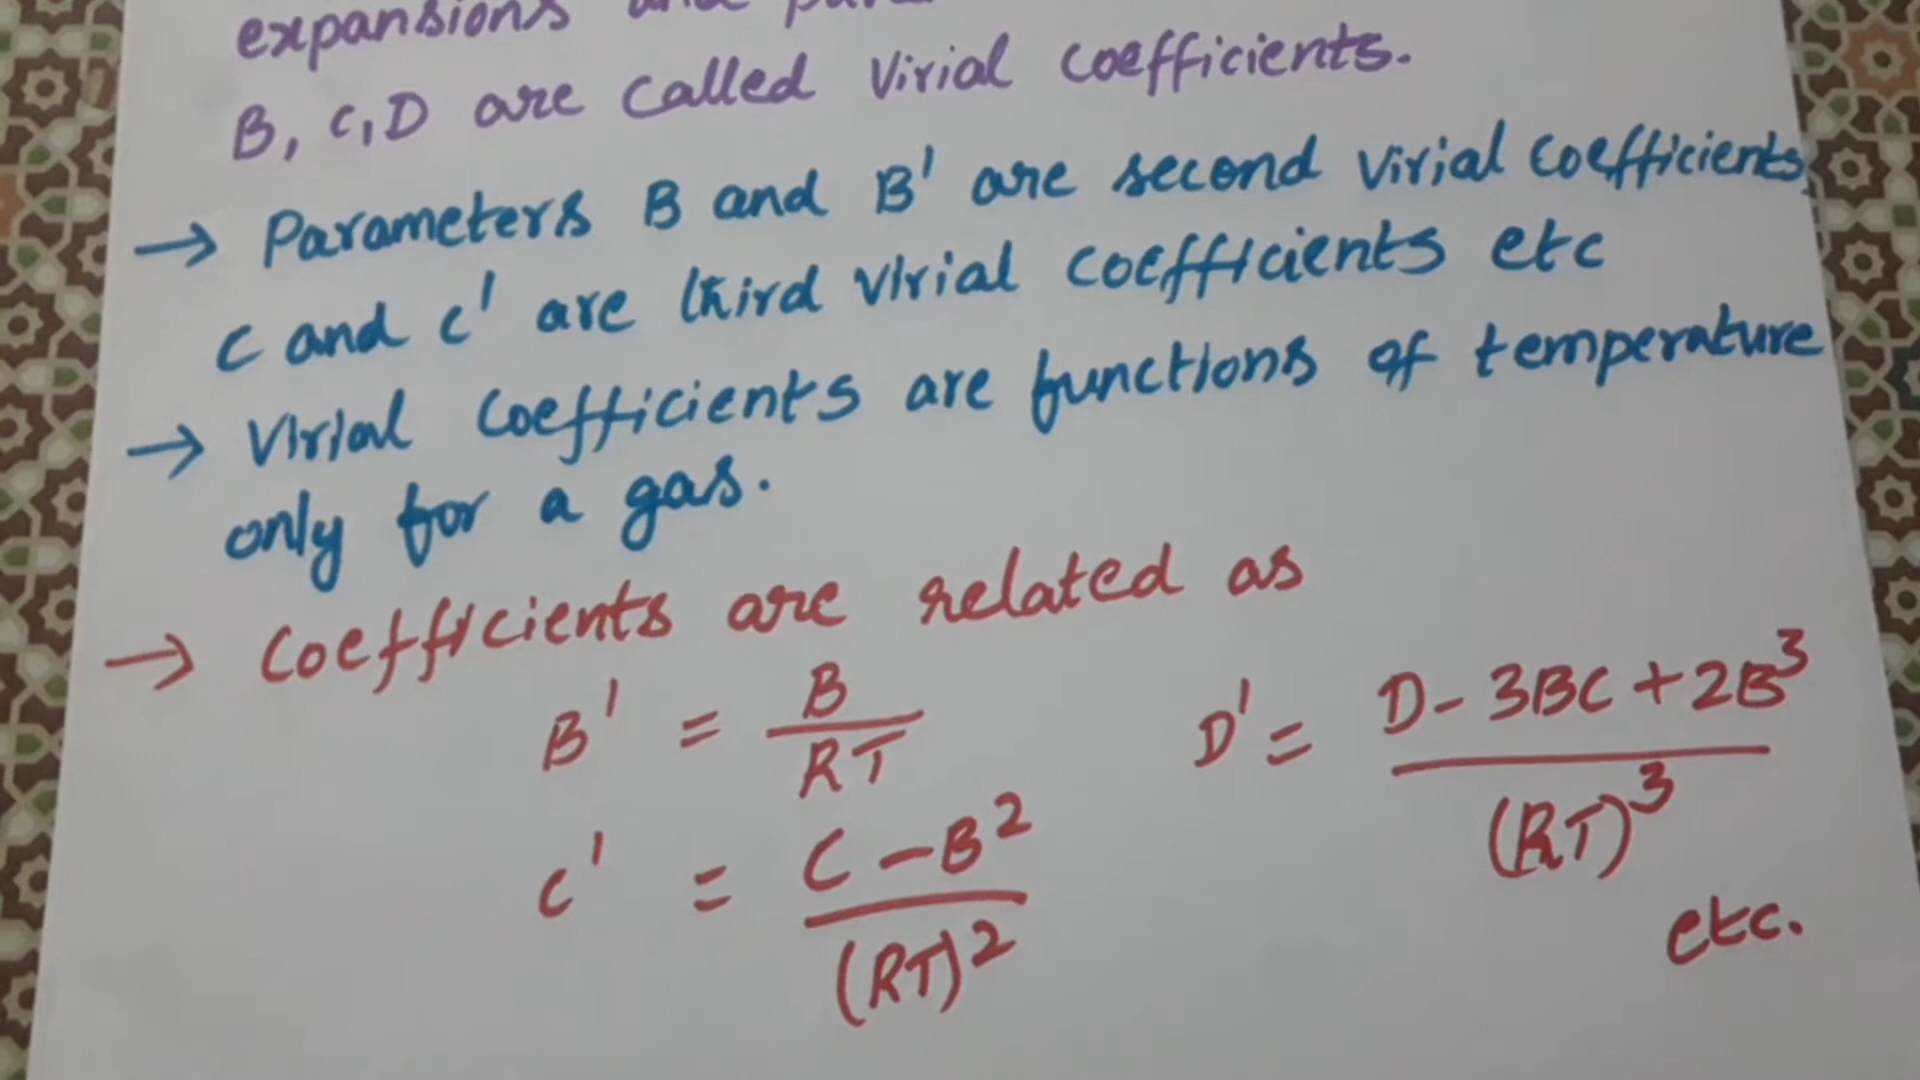 expansions and
B, C, D are called Virial coefficients.
→ Parameters B and B' are second virial coefficients,
C and C' are third virial coefficients etc
→ Virial coefficients are functions of temperature
only for a gas.
→ Coefficients are related as
B' = B/RT
C' = C - B²/(RT)²
D' = D - 3BC + 2B³/(RT)³
etc.